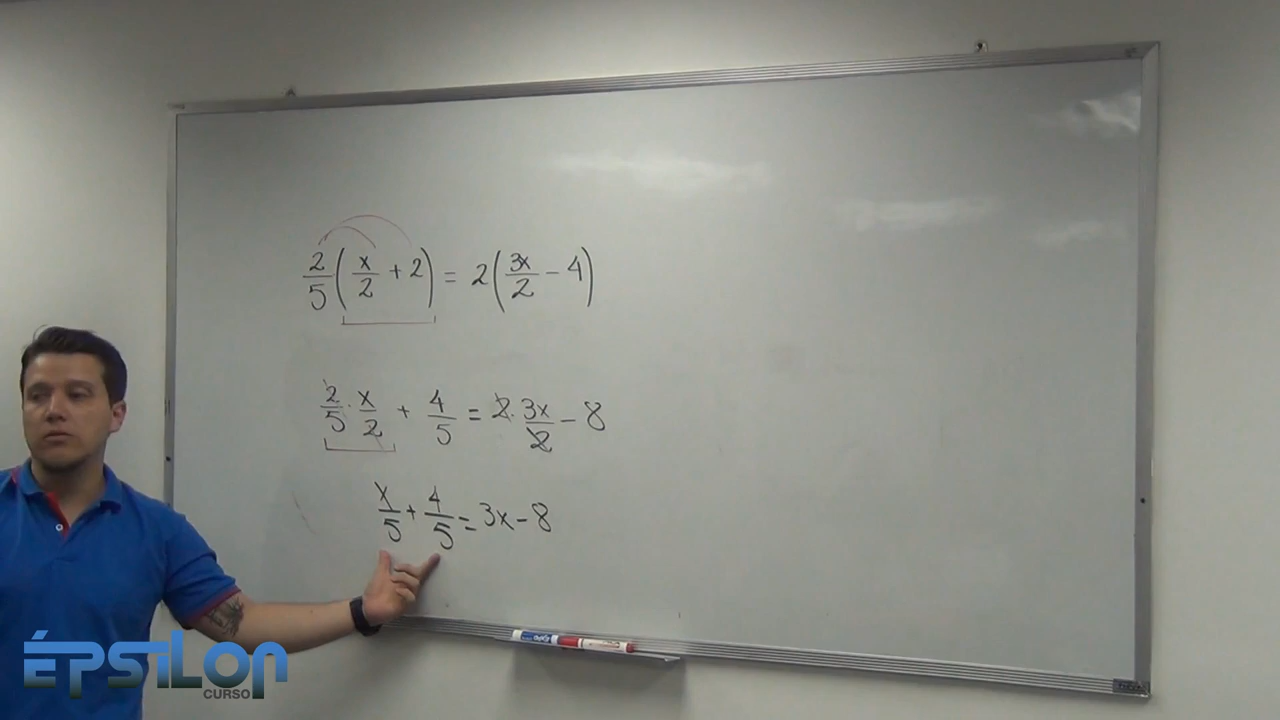 2/5 (x/2 + 2) = 2(3x/2 - 4)
2/5 · x/2 + 4/5 = 2 · 3x/2 - 8
x/5 + 4/5 = 3x - 8
ÉPSILON
CURSO